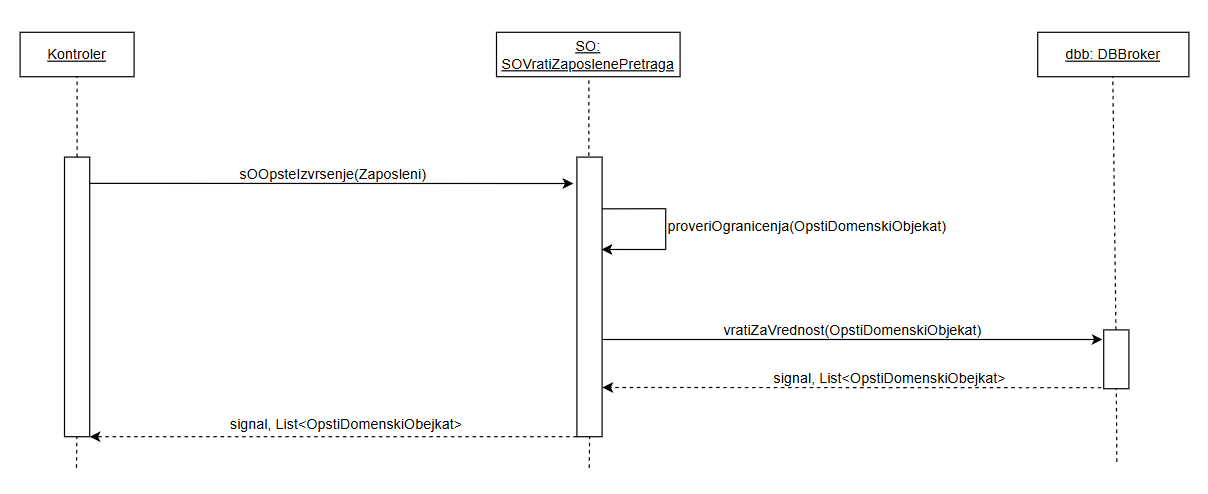 Kontroler
SO:
SOVratiZaposlenePretraga
dbb: DBBroker
sOOpsteIzvrsenje(Zaposleni)
proveriOgranicenja(OpstiDomenskiObjekat)
vratiZaVrednost(OpstiDomenskiObjekat)
signal, List<OpstiDomenskiObejkat>
signal, List<OpstiDomenskiObejkat>